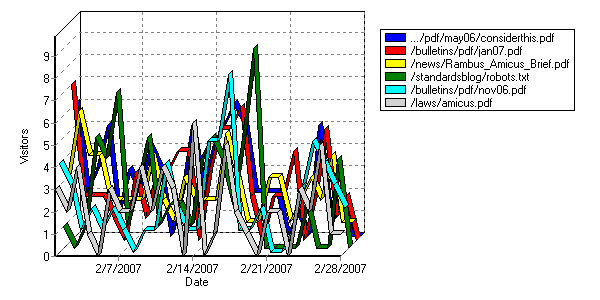 .../pdf/may06/considerthis.pdf
/bulletins/pdf/jan07.pdf
/news/Rambus_Amicus_Brief.pdf
/standardsblog/robots.txt
/bulletins/pdf/nov06.pdf
/laws/amicus.pdf
Visitors
9
8
7
6
5
4
3
2
1
0
2/7/2007 2/14/2007 2/21/2007 2/28/2007
Date